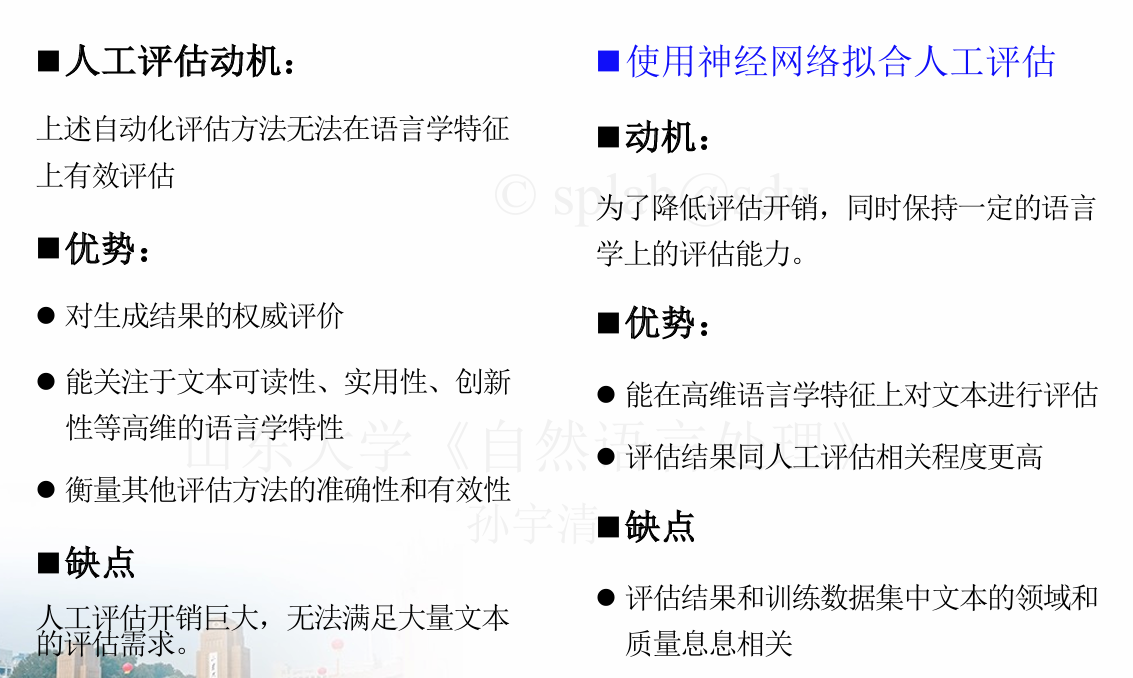 ■人工评估动机：
上述自动化评估方法无法在语言学特征
上有效评估
■优势：
● 对生成结果的权威评价
● 能关注于文本可读性、实用性、创新
性等高维的语言学特性
● 衡量其他评估方法的准确性和有效性
■缺点
人工评估开销巨大，无法满足大量文本
的评估需求。
■使用神经网络拟合人工评估
■动机：
为了降低评估开销，同时保持一定的语言
学上的评估能力。
■优势：
● 能在高维语言学特征上对文本进行评估
● 评估结果同人工评估相关程度更高
■缺点
● 评估结果和训练数据集中文本的领域和
质量息息相关
© splab@sdu
山东大学《自然语言处理》
孙宇清